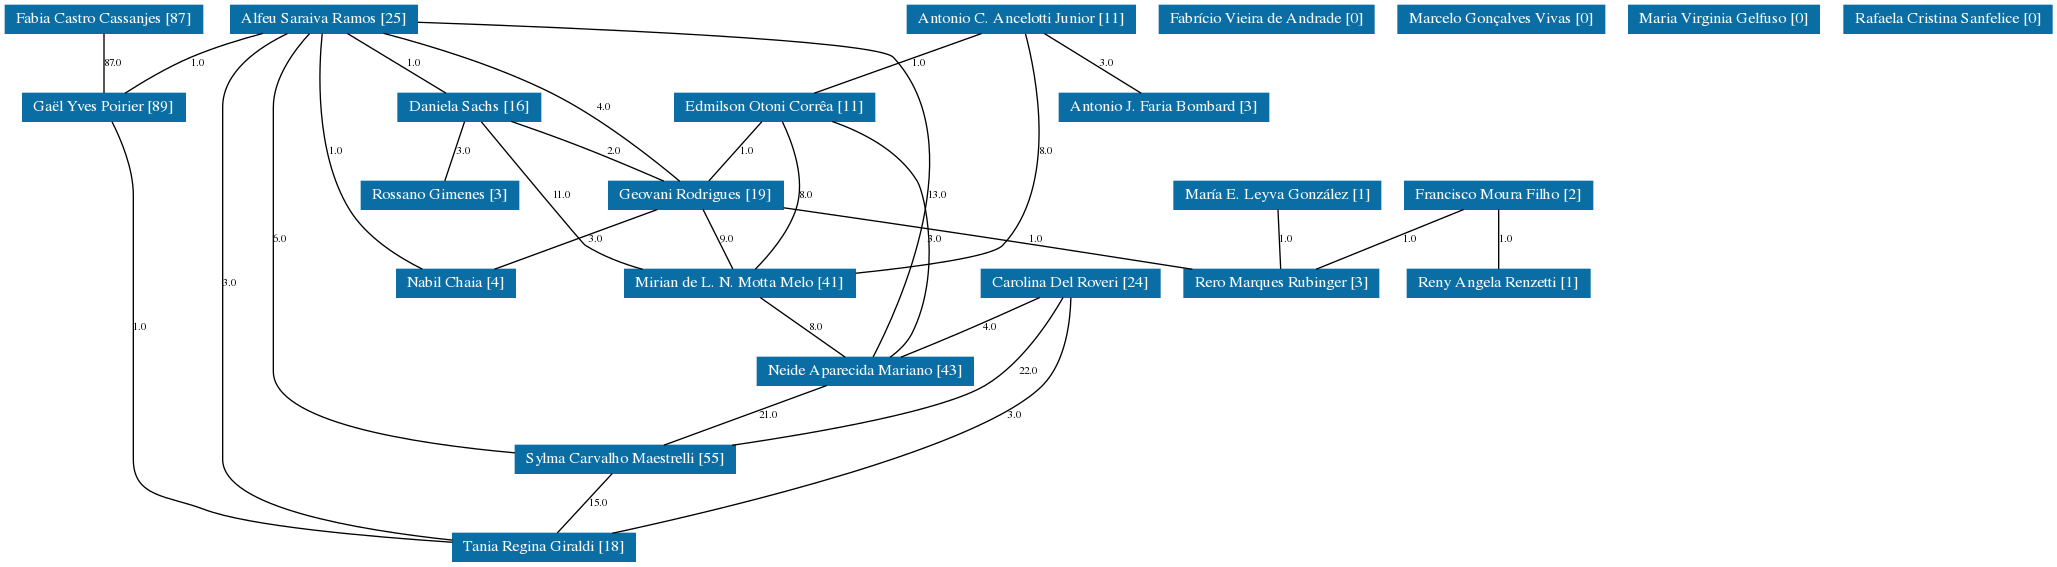 Fabia Castro Cassanjes [87]
Alfeu Saraiva Ramos [25]
Antonio C. Ancelotti Junior [11]
Fabrício Vieira de Andrade [0]
Marcelo Gonçalves Vivas [0]
Maria Virginia Gelfuso [0]
Rafaela Cristina Sanfelice [0]
87.0
1.0
1.0
1.0
3.0
Gaël Yves Poirier [89]
Daniela Sachs [16]
4.0
Edmilson Otoni Corrêa [11]
Antonio J. Faria Bombard [3]
1.0
3.0
2.0
1.0
8.0
Rossano Gimenes [3]
11.0
Geovani Rodrigues [19]
8.0
13.0
María E. Leyva González [1]
Francisco Moura Filho [2]
6.0
3.0
9.0
3.0
1.0
1.0
1.0
1.0
3.0
Nabil Chaia [4]
Mirian de L. N. Motta Melo [41]
Carolina Del Roveri [24]
Rero Marques Rubinger [3]
Reny Angela Renzetti [1]
1.0
8.0
4.0
Neide Aparecida Mariano [43]
22.0
21.0
3.0
Sylma Carvalho Maestrelli [55]
15.0
Tania Regina Giraldi [18]